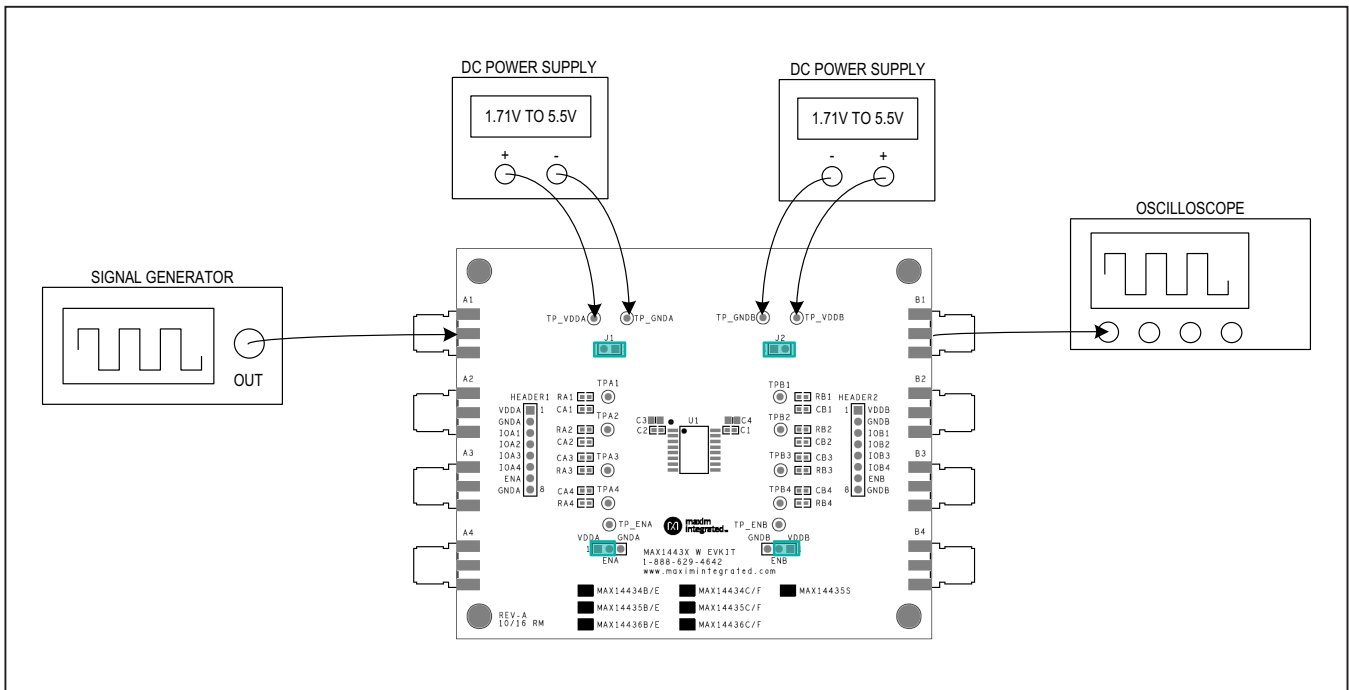 DC POWER SUPPLY
1.71V TO 5.5V
+ -
DC POWER SUPPLY
1.71V TO 5.5V
- +
SIGNAL GENERATOR
OUT
OSCILLOSCOPE
A1
A2
A3
A4
B1
B2
B3
B4
TP_VDDA
TP_GNDA
TP_GNDB
TP_VDDB
J1
J2
HEADER1
VDDA 1
GNDA
IOA1
IOA2
IOA3
IOA4
ENA
GNDA 8
RA1
CA1
RA2
CA2
CA3
RA3
CA4
RA4
TPA1
TPA2
TPA3
TPA4
C3
C2
U1
C4
C1
TPB1
TPB2
TPB3
TPB4
RB1
CB1
RB2
CB2
CB3
RB3
CB4
RB4
HEADER2
1 VDDB
GNDB
IOB1
IOB2
IOB3
IOB4
ENB
8 GNDB
TP_ENA
VDDA GNDA
1
ENA
maxim
integrated™
TP_ENB
GNDB VDDB
ENB
MAX1443X W EVKIT
1-888-629-4642
www.maximintegrated.com
MAX14434B/E MAX14434C/F MAX14435S
MAX14435B/E MAX14435C/F
MAX14436B/E MAX14436C/F
REV-A
10/16 RM